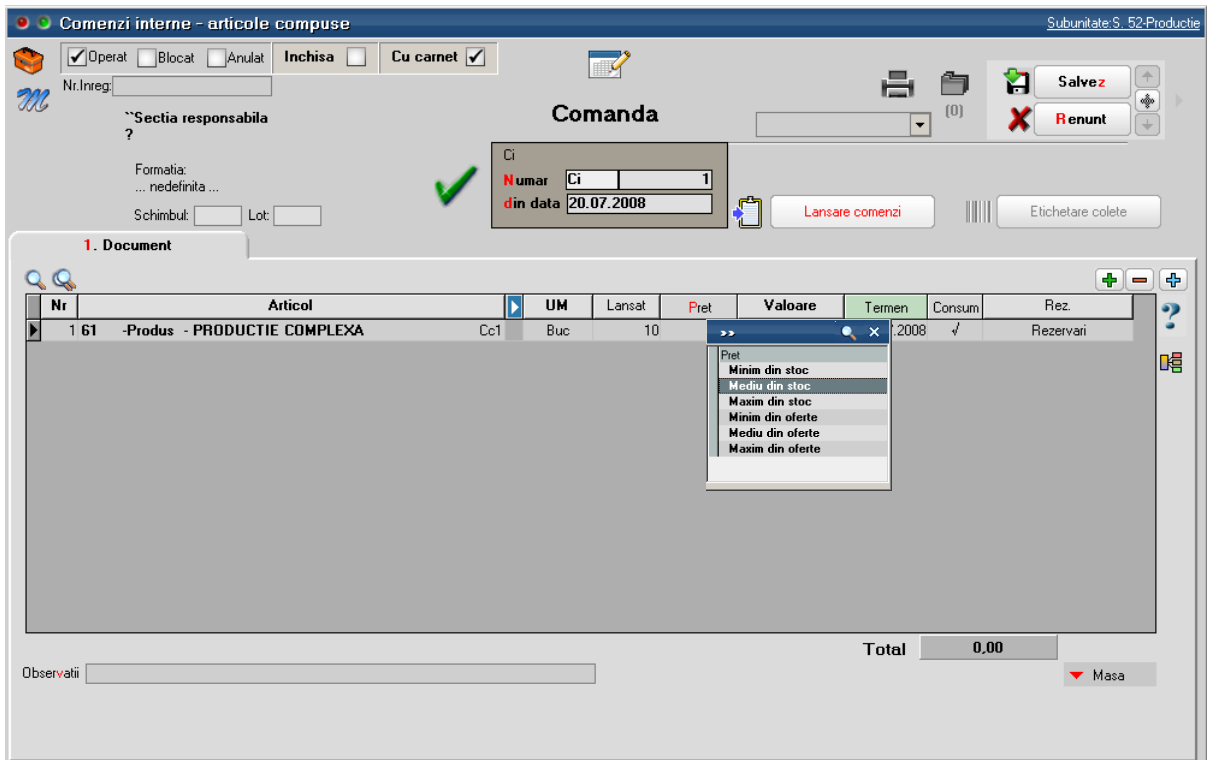 Comenzi interne - articole compuse Subunitate:S. 52-Productie
Operat Blocat Anulat Inchisa Cu carnet
Nr.Inreg:
``Sectia responsabila
?
Comanda
(0)
Salvez
Renunt
Formatia:
... nedefinita ...
Schimbul: Lot:
Ci
Numar Ci 1
din data 20.07.2008
Lansare comenzi
Etichetare colete
1. Document
Nr Articol UM Lansat Pret Valoare Termen Consum Rez.
1 61 -Produs - PRODUCTIE COMPLEXA Cc1 Buc 10 .2008 √ Rezervari
>>
Pret
Minim din stoc
Mediu din stoc
Maxim din stoc
Minim din oferte
Mediu din oferte
Maxim din oferte
Total 0,00
Observatii
Masa